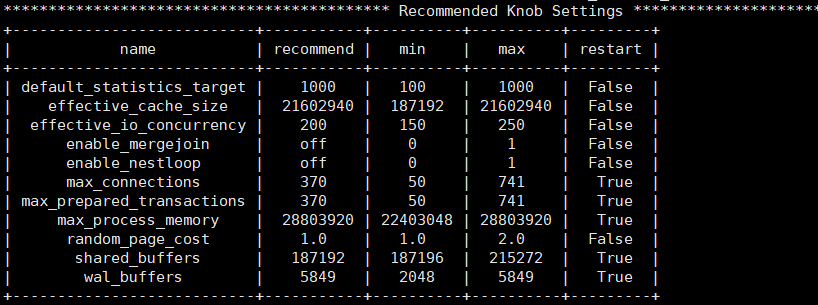 ******************************************* Recommended Knob Settings *********************
+---------------------------+-----------+----------+----------+---------+
|            name           | recommend |   min    |   max    | restart |
+---------------------------+-----------+----------+----------+---------+
| default_statistics_target |    1000   |   100    |   1000   |  False  |
|    effective_cache_size   |  21602940 |  187192  | 21602940 |  False  |
|  effective_io_concurrency |    200    |   150    |   250    |  False  |
|      enable_mergejoin     |    off    |    0     |    1     |  False  |
|      enable_nestloop      |    off    |    0     |    1     |  False  |
|      max_connections      |    370    |    50    |   741    |   True  |
| max_prepared_transactions |    370    |    50    |   741    |   True  |
|     max_process_memory    |  28803920 | 22403048 | 28803920 |   True  |
|      random_page_cost     |    1.0    |   1.0    |   2.0    |  False  |
|       shared_buffers      |   187192  |  187196  |  215272  |   True  |
|        wal_buffers        |    5849   |   2048   |   5849   |   True  |
+---------------------------+-----------+----------+----------+---------+